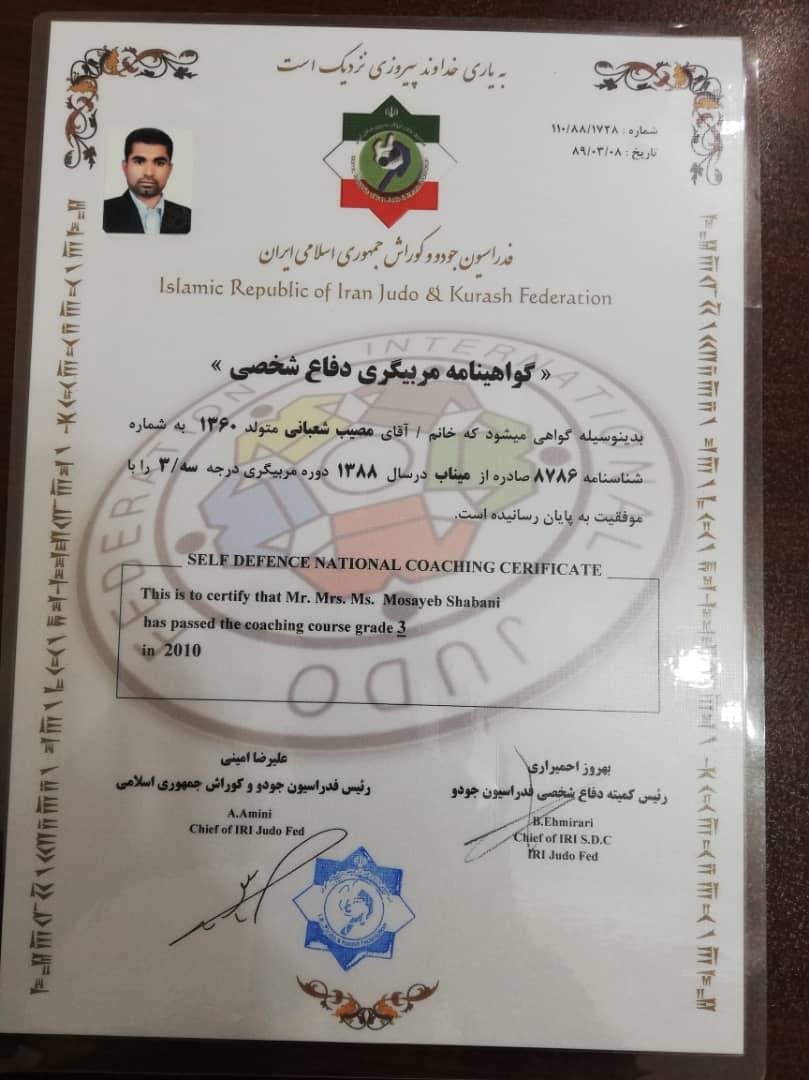 به یاری خداوند پیروزی نزدیک است
شماره : ۱۱۰/۸۸/۱۷۲۸
تاریخ : ۸۹/۰۳/۰۸
فدراسیون جودو و کوراش جمهوری اسلامی ایران
Islamic Republic of Iran Judo & Kurash Federation
« گواهینامه مربیگری دفاع شخصی »
بدینوسیله گواهی میشود که خانم / آقای مصیب شعبانی متولد ۱۳۶۰ به شماره
شناسنامه ۸۷۸۶ صادره از میناب درسال ۱۳۸۸ دوره مربیگری درجه سه/۳ را با
موفقیت به پایان رسانیده است.
SELF DEFENCE NATIONAL COACHING CERIFICATE
This is to certify that Mr. Mrs. Ms. Mosayeb Shabani
has passed the coaching course grade 3
in 2010
INTERNATIONAL
JUDO
FEDERATION
بهروز احمیراری
رئیس کمیته دفاع شخصی فدراسیون جودو
B.Ehmirari
Chief of IRI S.D.C
IRI Judo Fed
علیرضا امینی
رئیس فدراسیون جودو و کوراش جمهوری اسلامی
A.Amini
Chief of IRI Judo Fed